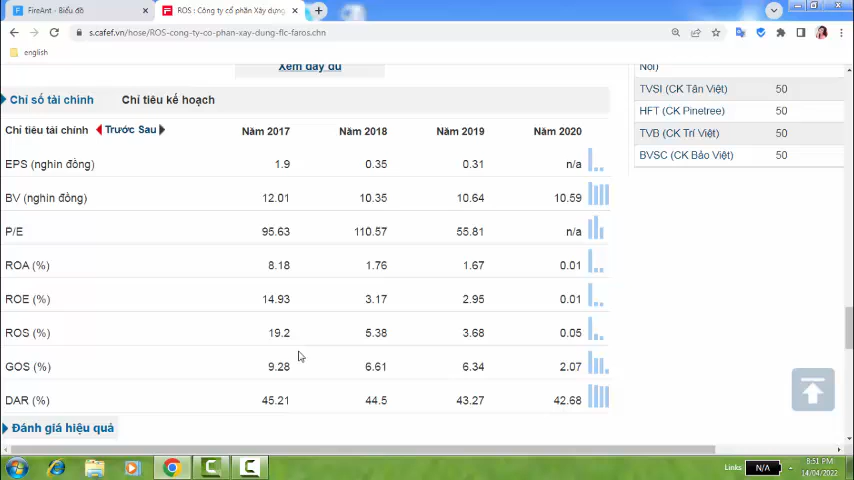 FireAnt - Biểu đồ
ROS : Công ty cổ phần Xây dựng
s.cafef.vn/hose/ROS-cong-ty-co-phan-xay-dung-flc-faros.chn
english
Xem đầy đủ
Nội)
Chỉ số tài chính Chỉ tiêu kế hoạch
TVSI (CK Tân Việt) 50
HFT (CK Pinetree) 50
TVB (CK Trí Việt) 50
BVSC (CK Bảo Việt) 50
Chỉ tiêu tài chính Trước Sau Năm 2017 Năm 2018 Năm 2019 Năm 2020
EPS (nghìn đồng) 1.9 0.35 0.31 n/a
BV (nghìn đồng) 12.01 10.35 10.64 10.59
P/E 95.63 110.57 55.81 n/a
ROA (%) 8.18 1.76 1.67 0.01
ROE (%) 14.93 3.17 2.95 0.01
ROS (%) 19.2 5.38 3.68 0.05
GOS (%) 9.28 6.61 6.34 2.07
DAR (%) 45.21 44.5 43.27 42.68
Đánh giá hiệu quả
Links N/A 8:51 PM
14/04/2022